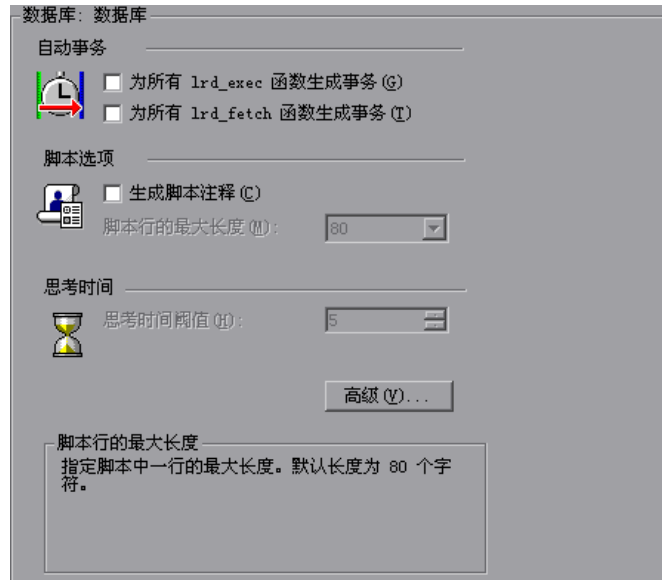 数据库: 数据库
自动事务
为所有 lrd_exec 函数生成事务(G)
为所有 lrd_fetch 函数生成事务(T)
脚本选项
生成脚本注释(C)
脚本行的最大长度(M):
80
思考时间
思考时间阈值(H):
5
高级(V)...
脚本行的最大长度
指定脚本中一行的最大长度。默认长度为 80 个字
符。